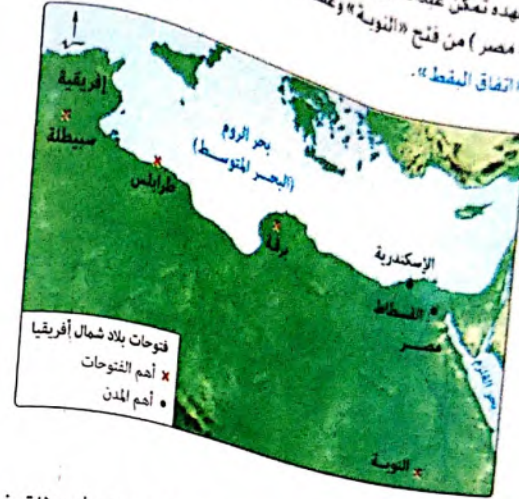 مصر) من فتح «النوبة»
«اتفاق البقط».
إفريقية
سبيطلة
طرابلس
بحر الروم
(البحر المتوسط)
برقة
الإسكندرية
الفسطاط
مصر
بحر القلزم
النوبة
فتوحات بلاد شمال أفريقيا
× أهم الفتوحات
• أهم المدن